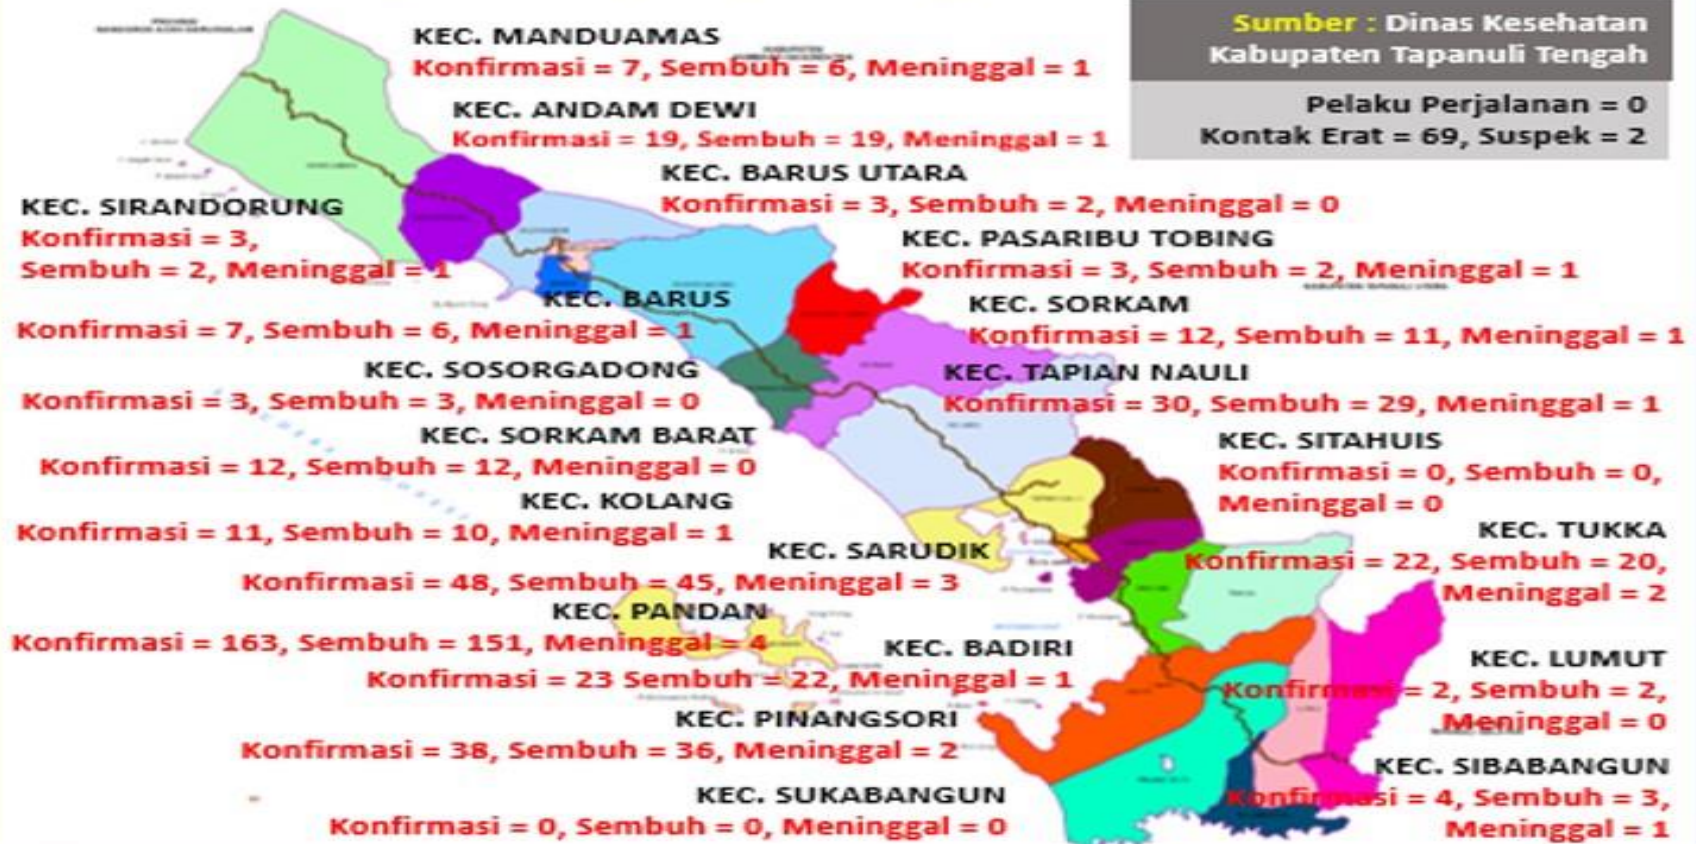 Sumber : Dinas Kesehatan
Kabupaten Tapanuli Tengah
Pelaku Perjalanan = 0
Kontak Erat = 69, Suspek = 2
KEC. MANDUAMAS
Konfirmasi = 7, Sembuh = 6, Meninggal = 1
KEC. ANDAM DEWI
Konfirmasi = 19, Sembuh = 19, Meninggal = 1
KEC. BARUS UTARA
Konfirmasi = 3, Sembuh = 2, Meninggal = 0
KEC. SIRANDORUNG
Konfirmasi = 3,
Sembuh = 2, Meninggal = 1
KEC. PASARIBU TOBING
Konfirmasi = 3, Sembuh = 2, Meninggal = 1
KEC. BARUS
Konfirmasi = 7, Sembuh = 6, Meninggal = 1
KEC. SORKAM
Konfirmasi = 12, Sembuh = 11, Meninggal = 1
KEC. SOSORGADONG
Konfirmasi = 3, Sembuh = 3, Meninggal = 0
KEC. TAPIAN NAULI
Konfirmasi = 30, Sembuh = 29, Meninggal = 1
KEC. SORKAM BARAT
Konfirmasi = 12, Sembuh = 12, Meninggal = 0
KEC. SITAHUIS
Konfirmasi = 0, Sembuh = 0,
Meninggal = 0
KEC. KOLANG
Konfirmasi = 11, Sembuh = 10, Meninggal = 1
KEC. TUKKA
Konfirmasi = 22, Sembuh = 20,
Meninggal = 2
KEC. SARUDIK
Konfirmasi = 48, Sembuh = 45, Meninggal = 3
KEC. PANDAN
Konfirmasi = 163, Sembuh = 151, Meninggal = 4
KEC. BADIRI
Konfirmasi = 23 Sembuh = 22, Meninggal = 1
KEC. LUMUT
Konfirmasi = 2, Sembuh = 2,
Meninggal = 0
KEC. PINANGSORI
Konfirmasi = 38, Sembuh = 36, Meninggal = 2
KEC. SIBABANGUN
Konfirmasi = 4, Sembuh = 3,
Meninggal = 1
KEC. SUKABANGUN
Konfirmasi = 0, Sembuh = 0, Meninggal = 0